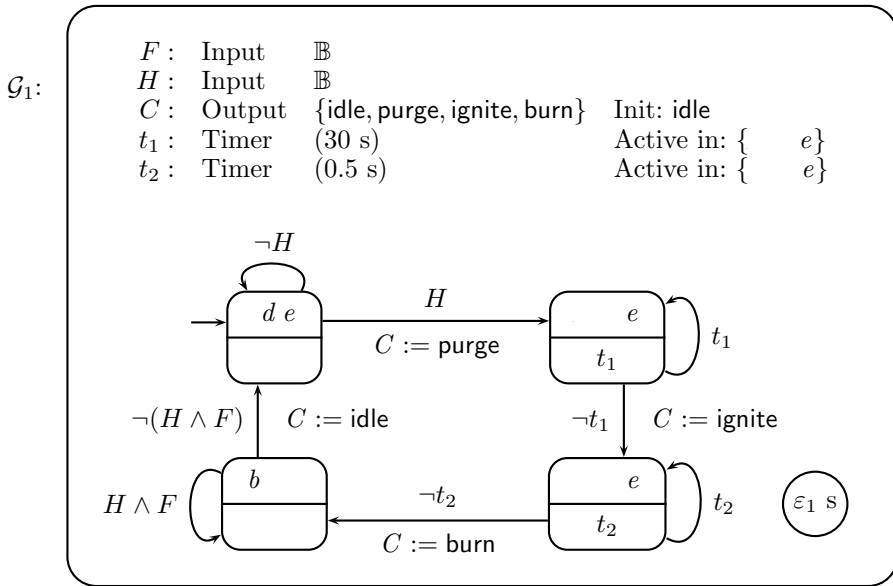 𝒢₁:
F : Input 𝔹
H : Input 𝔹
C : Output {idle, purge, ignite, burn} Init: idle
t₁ : Timer (30 s) Active in: { e}
t₂ : Timer (0.5 s) Active in: { e}
¬H
d e
H
C := purge
e
t₁
t₁
¬(H ∧ F)
C := idle
¬t₁
C := ignite
H ∧ F
b
¬t₂
C := burn
e
t₂
t₂
ε₁ s